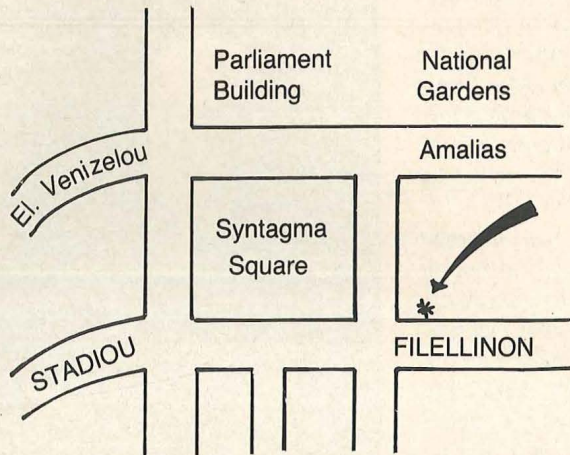 Parliament
Building
National
Gardens
Amalias
El. Venizelou
Syntagma
Square
*
STADIOU
FILELLINON